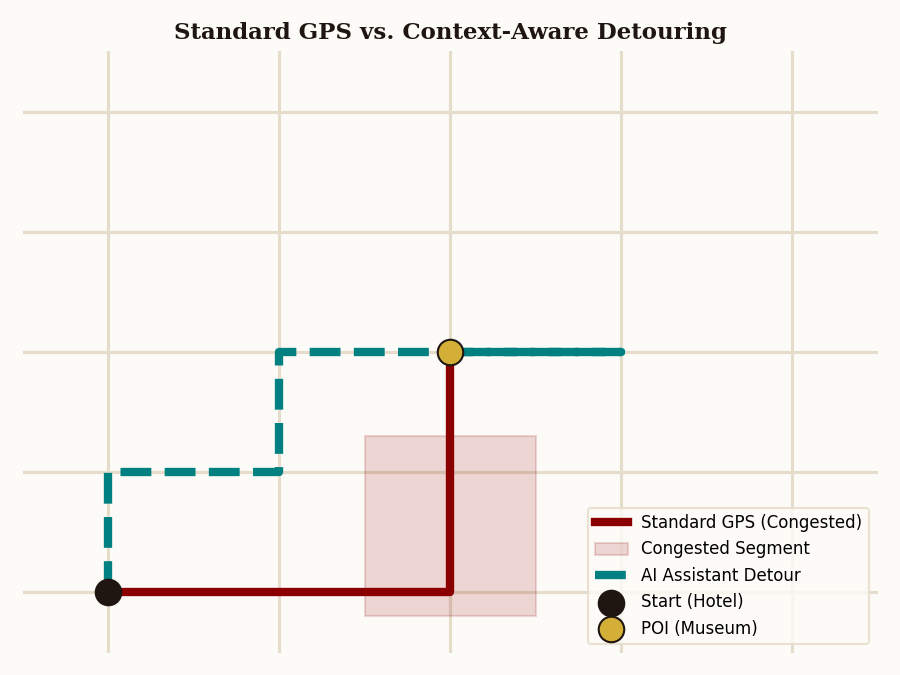 Standard GPS vs. Context-Aware Detouring
Standard GPS (Congested)
Congested Segment
AI Assistant Detour
Start (Hotel)
POI (Museum)